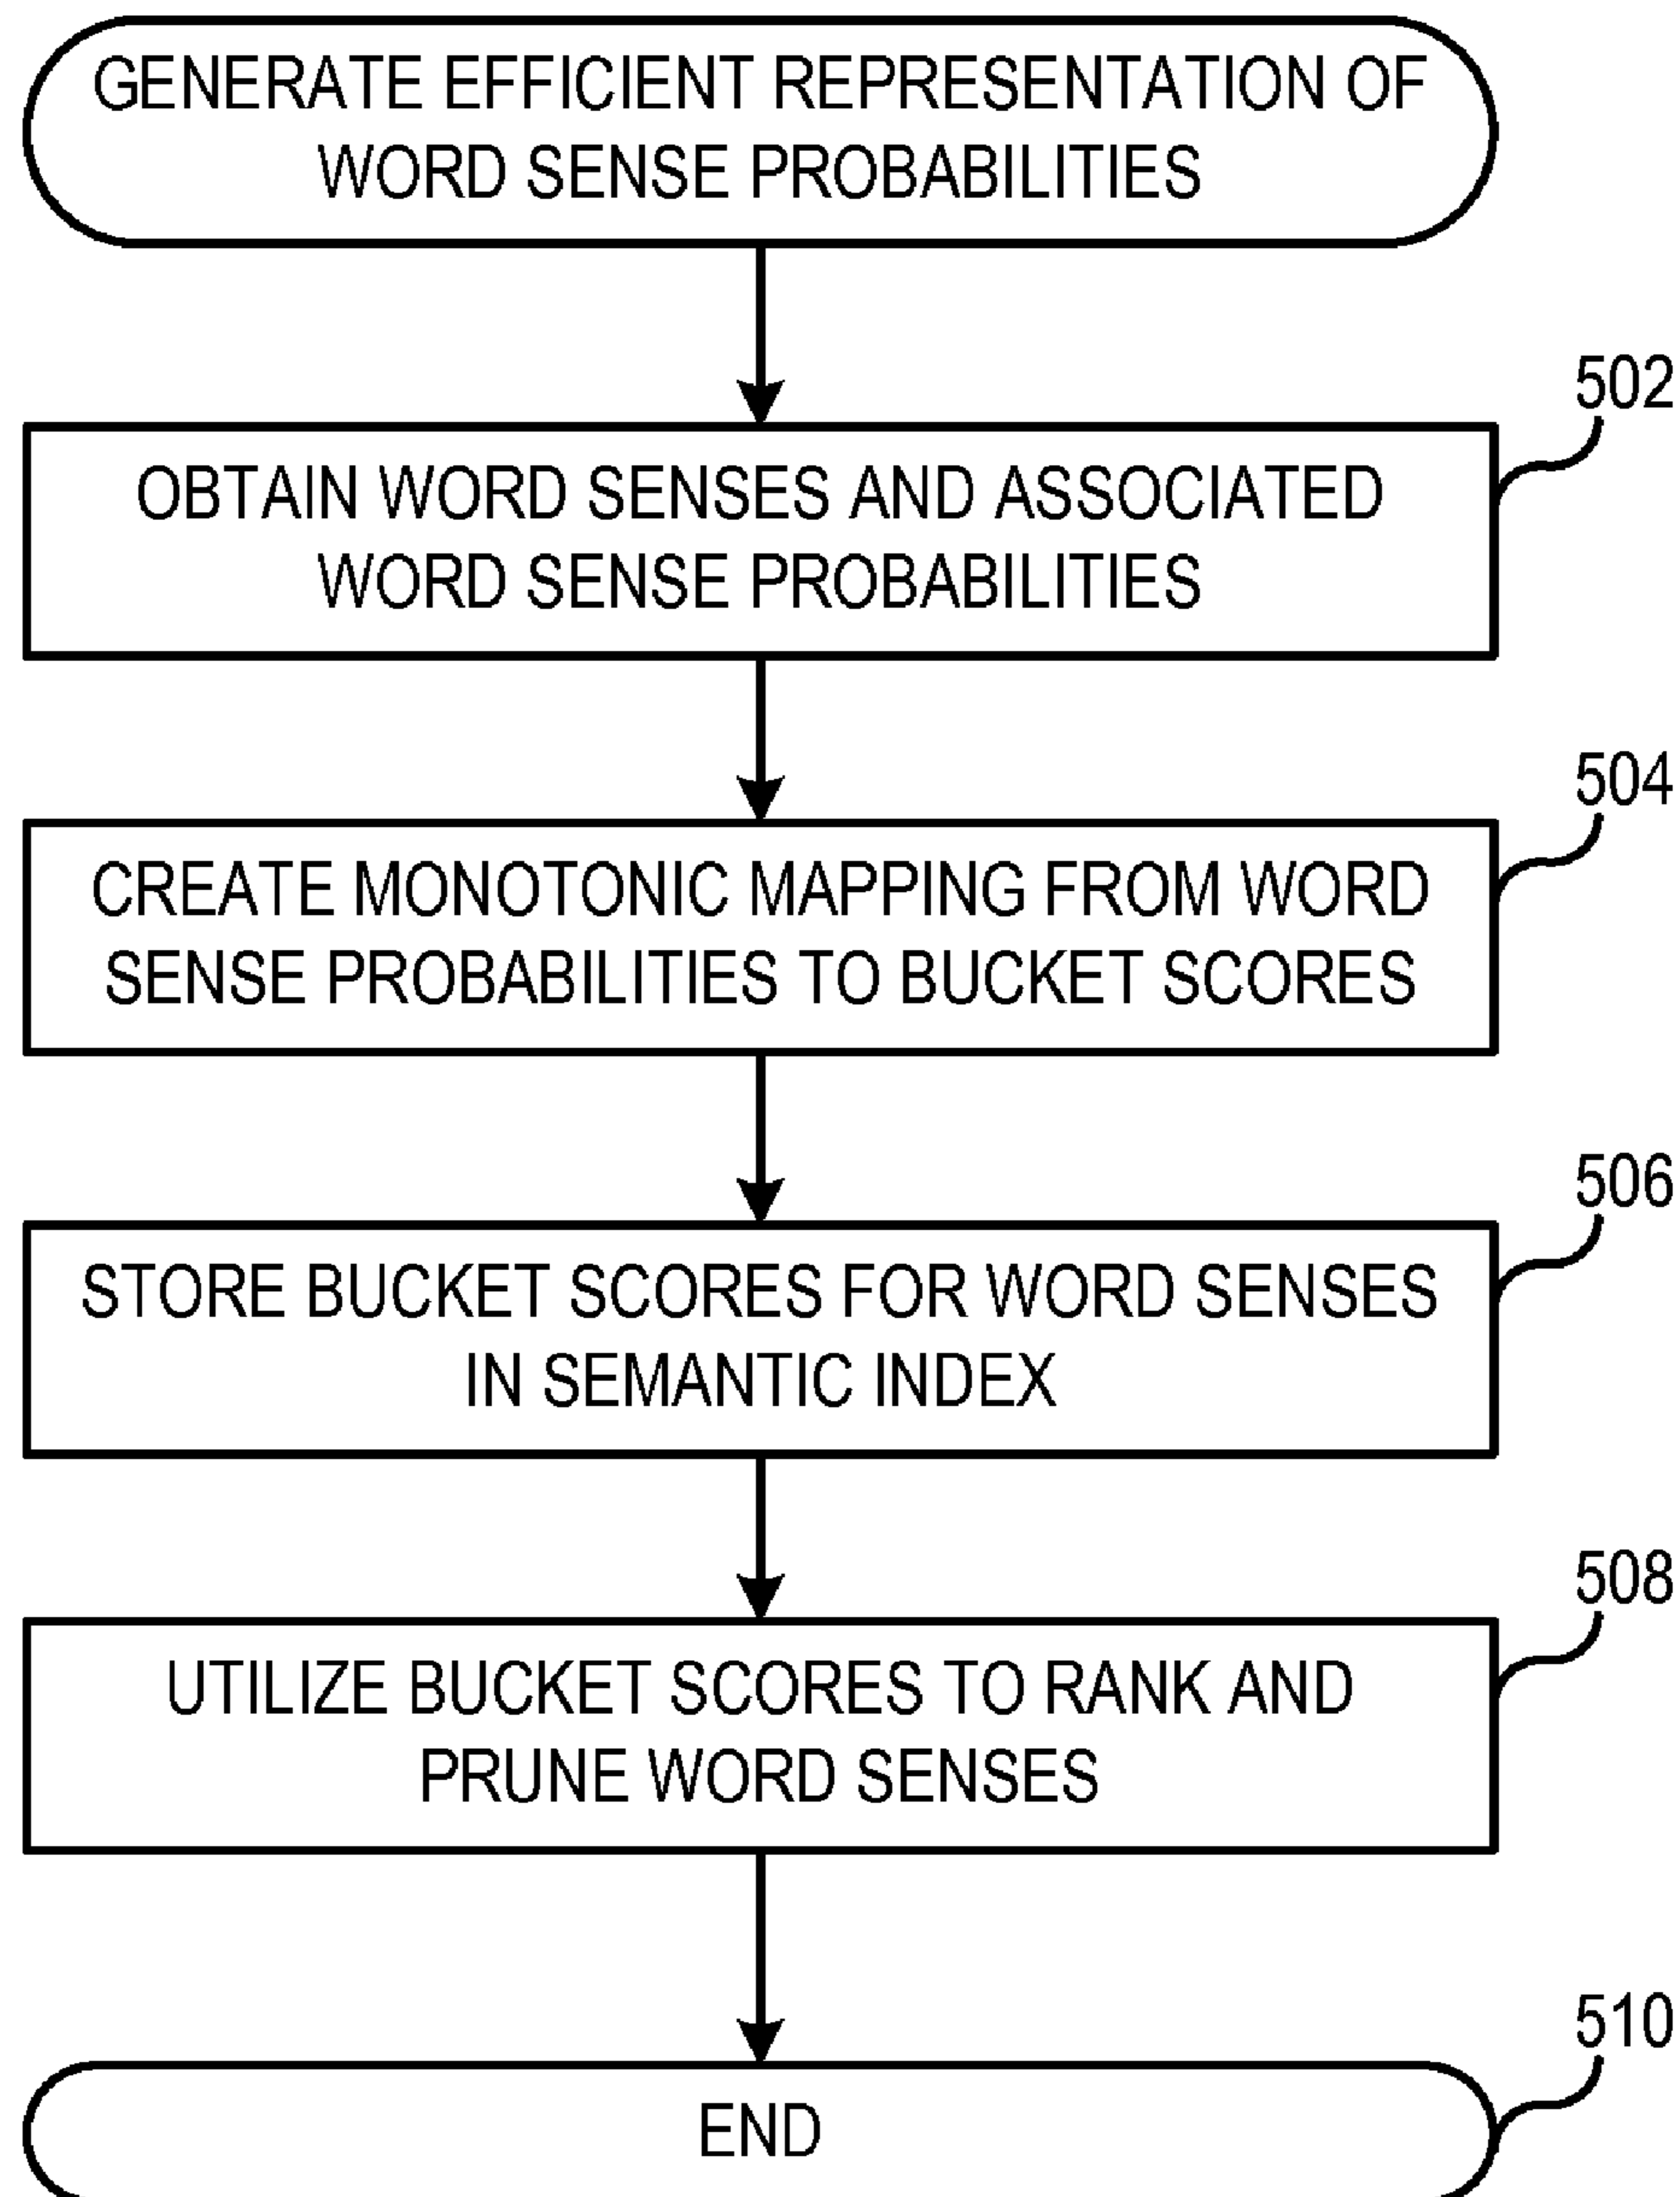 GENERATE EFFICIENT REPRESENTATION OF
WORD SENSE PROBABILITIES
502
OBTAIN WORD SENSES AND ASSOCIATED
WORD SENSE PROBABILITIES
504
CREATE MONOTONIC MAPPING FROM WORD
SENSE PROBABILITIES TO BUCKET SCORES
506
STORE BUCKET SCORES FOR WORD SENSES
IN SEMANTIC INDEX
508
UTILIZE BUCKET SCORES TO RANK AND
PRUNE WORD SENSES
510
END